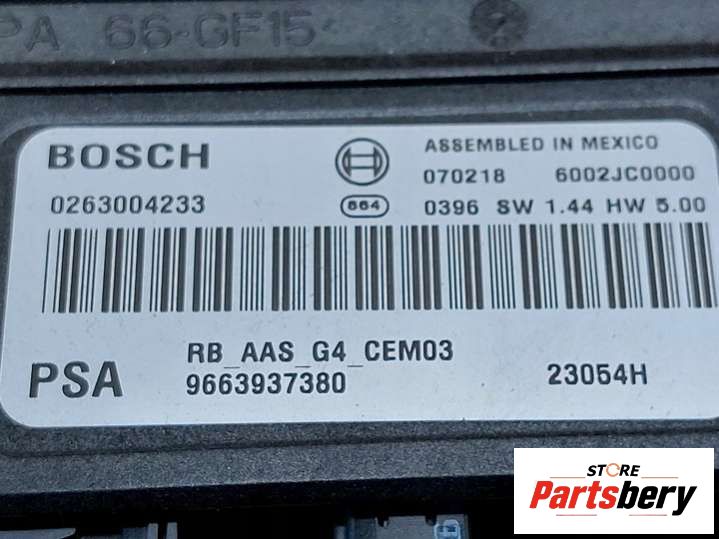 PA 66-GF15
BOSCH
ASSEMBLED IN MEXICO
070218 6002JC0000
0263004233
664
0396 SW 1.44 HW 5.00
RB_AAS_G4_CEM03
PSA
9663937380
23054H
STORE
Partsbery